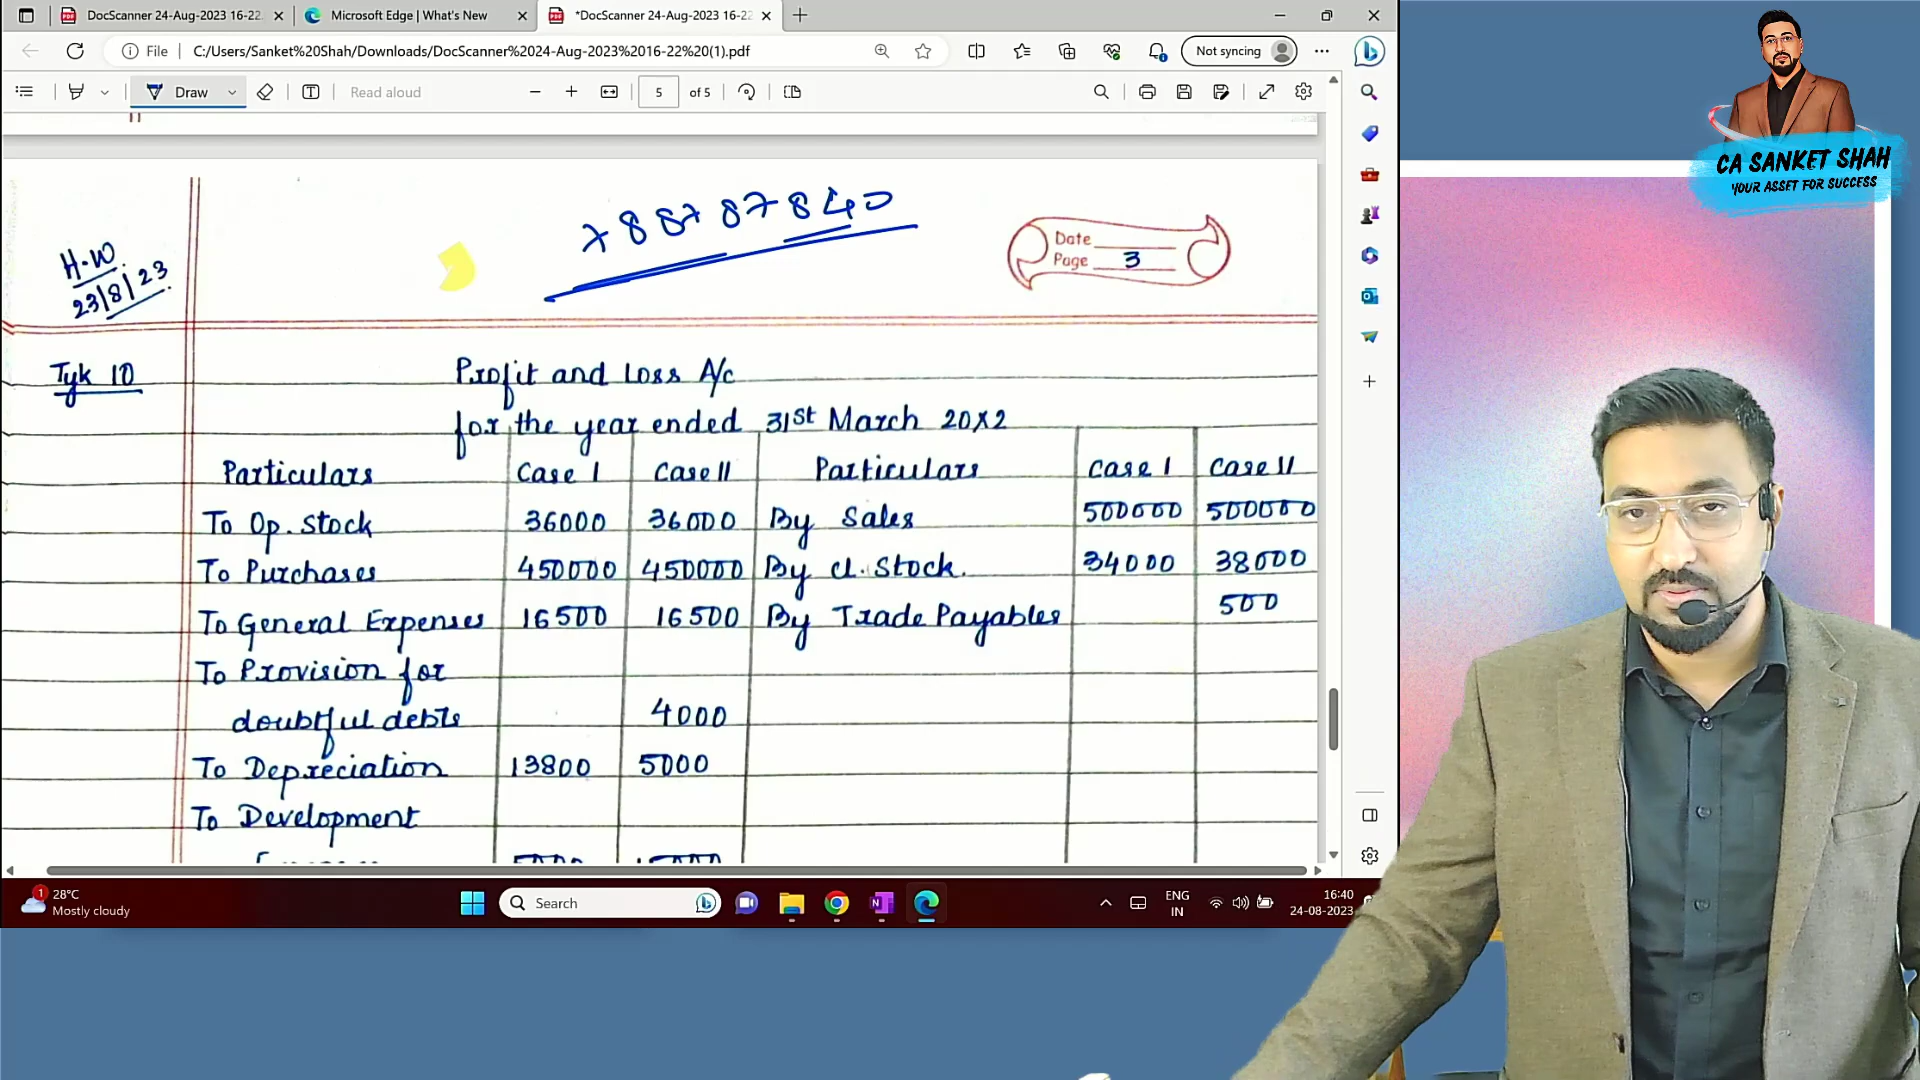 DocScanner 24-Aug-2023 16-22
Microsoft Edge | What's New
*DocScanner 24-Aug-2023 16-22
File
C:/Users/Sanket%20Shah/Downloads/DocScanner%2024-Aug-2023%2016-22%20(1).pdf
Not syncing
Draw
Read aloud
5
of 5
CA SANKET SHAH
YOUR ASSET FOR SUCCESS
7887 87 840
H.W
23/8/23
Date
Page 3
Tyk 10
Profit and Loss A/c
for the year ended 31st March 20X2
Particulars Case I Case II Particulars Case I Case II
To Op. Stock 36000 36000 By Sales 500000 500000
To Purchases 450000 450000 By Cl. Stock. 34000 38000
To General Expenses 16500 16500 By Trade Payables 500
To Provision for
doubtful debts 4000
To Depreciation 13800 5000
To Development
1
28°C
Mostly cloudy
Search
ENG
IN
16:40
24-08-2023